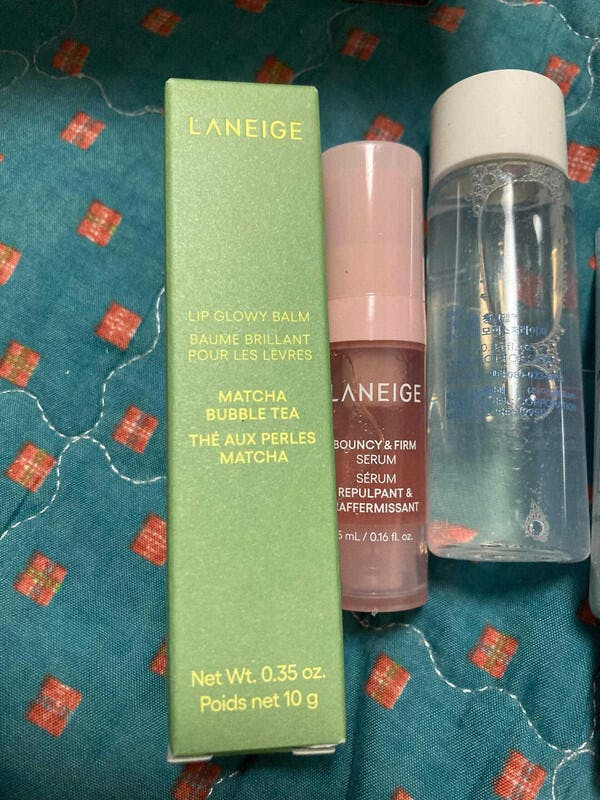 LANEIGE
LIP GLOWY BALM
BAUME BRILLANT
POUR LES LÈVRES
MATCHA
BUBBLE TEA
THÉ AUX PERLES
MATCHA
Net Wt. 0.35 oz.
Poids net 10 g
LANEIGE
BOUNCY & FIRM
SERUM
SÉRUM
REPULPANT &
RAFFERMISSANT
5 mL / 0.16 fl. oz.